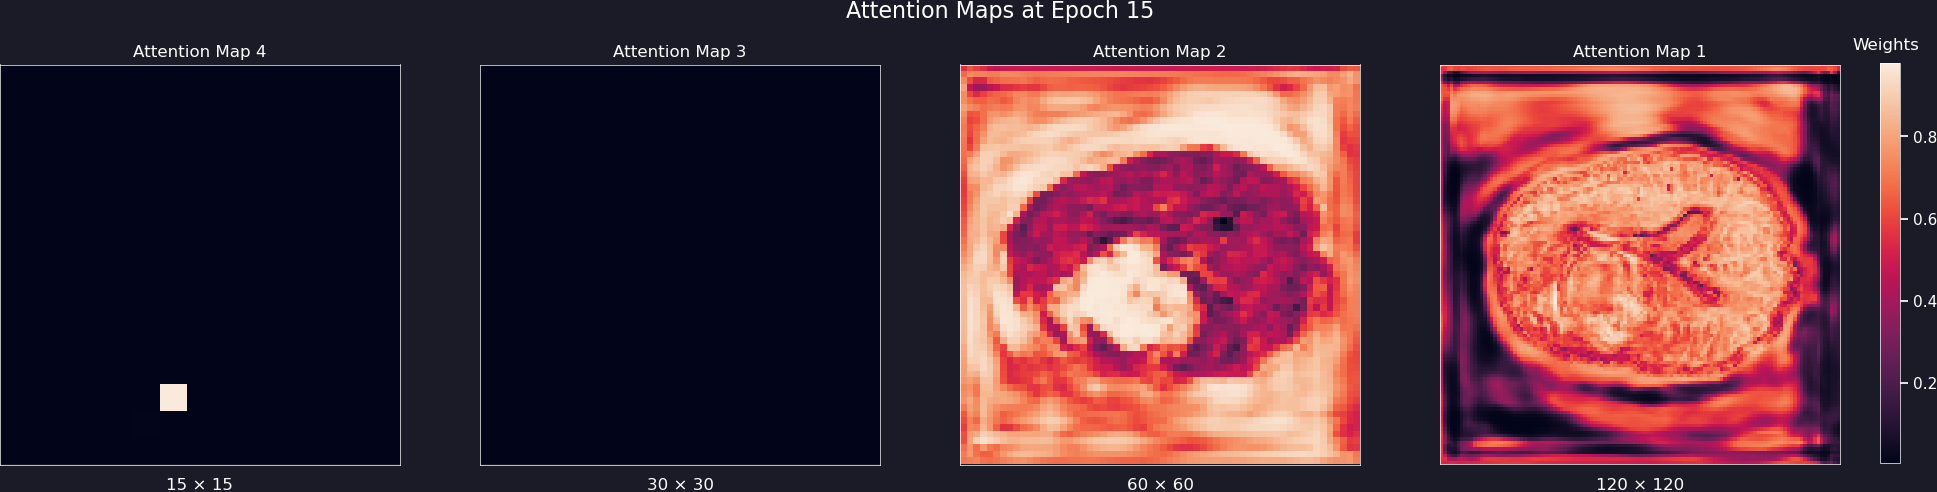 Attention Maps at Epoch 15
Attention Map 4
Attention Map 3
Attention Map 2
Attention Map 1
Weights
0.8
0.6
0.4
0.2
15 × 15
30 × 30
60 × 60
120 × 120